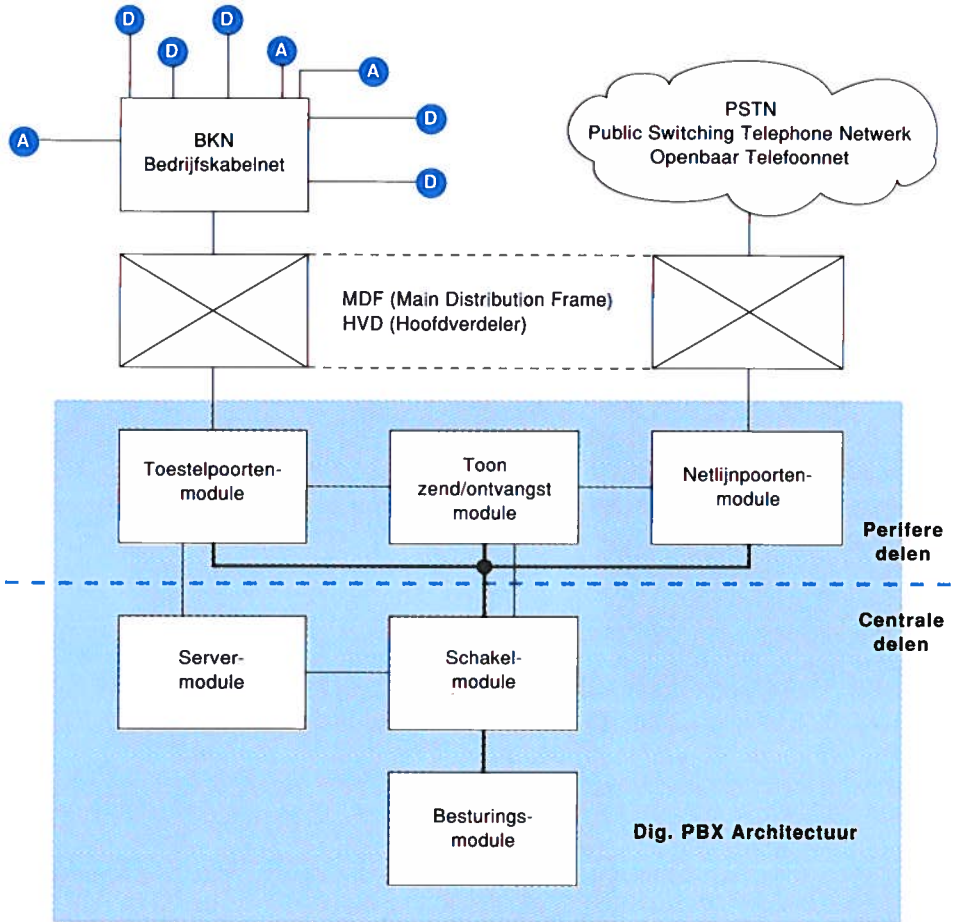 D
D
D
A
A
D
A
D
BKN
Bedrijfskabelnet
PSTN
Public Switching Telephone Netwerk
Openbaar Telefoonnet
MDF (Main Distribution Frame)
HVD (Hoofdverdeler)
Toestelpoorten-
module
Toon
zend/ontvangst
module
Netlijnpoorten-
module
Perifere
delen
Centrale
delen
Server-
module
Schakel-
module
Besturings-
module
Dig. PBX Architectuur